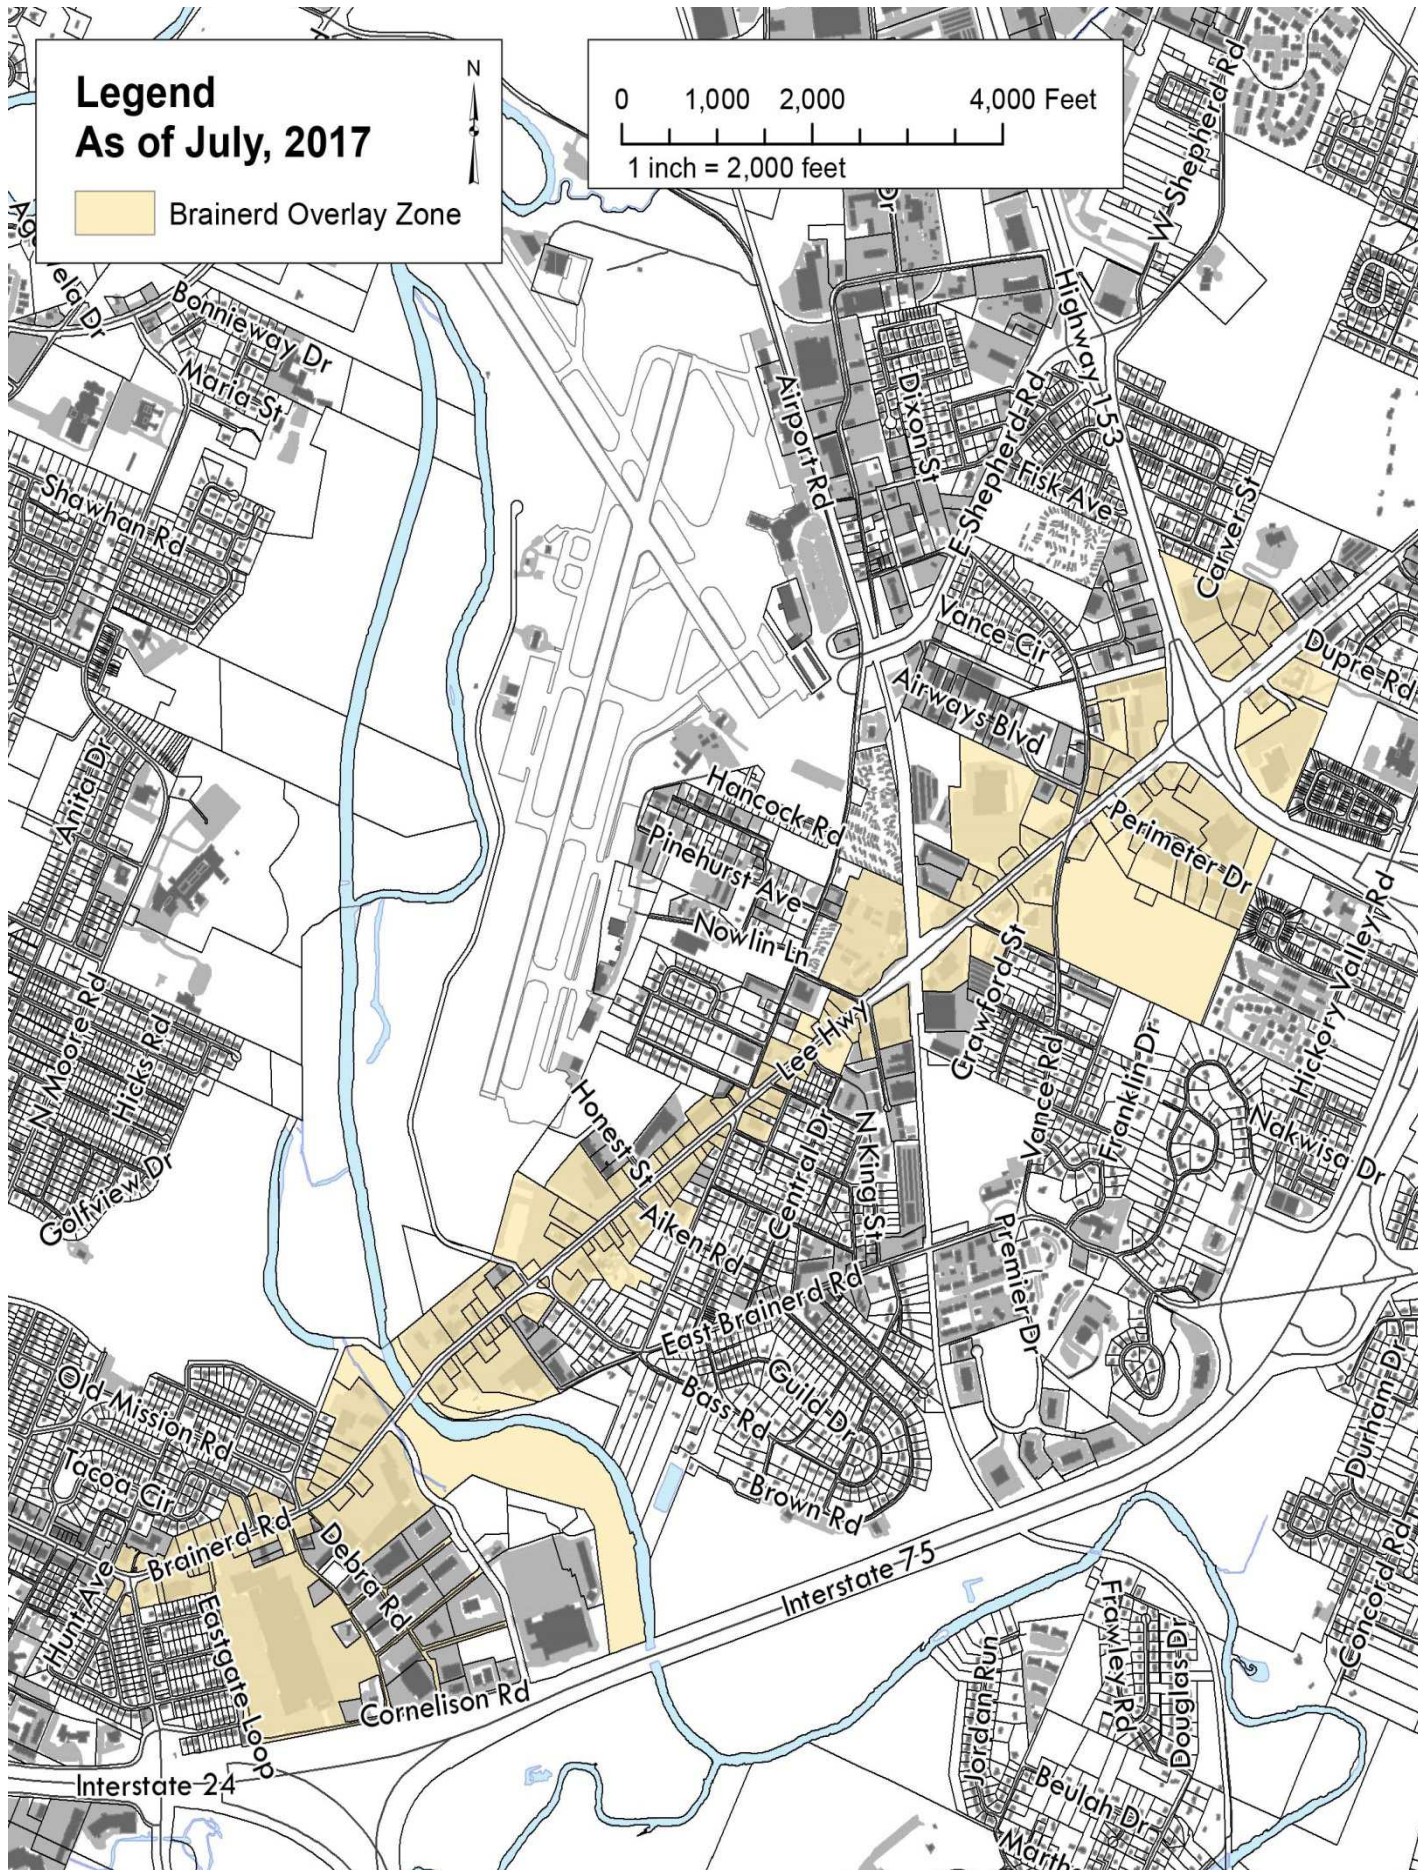 Legend
As of July, 2017
N
Brainerd Overlay Zone
0 1,000 2,000 4,000 Feet
1 inch = 2,000 feet
Dr
W Shepherd Rd
Bonnieway Dr
Maria St
Highway 153
Airport Rd
Dixon St
E Shepherd Rd
Fisk Ave
Shawhan Rd
Carver St
Vance Cir
Dupre Rd
Airways Blvd
Anita Dr
Hancock Rd
Pinehurst Ave
Perimeter Dr
Nowlin Ln
Crawford St
Hickory Valley Rd
N Moore Rd
Hicks Rd
Lee Hwy
Vance Rd
Franklin Dr
Honest St
Central Dr
N King St
Nakwisa Dr
Golfview Dr
Aiken Rd
Premier Dr
East Brainerd Rd
Old Mission Rd
Bass Rd
Guild Dr
Durham Dr
Tacoa Cir
Brown Rd
Brainerd Rd
Debra Rd
Hunt Ave
Interstate 75
Concord Rd
Eastgate Loop
Frawley Rd
Douglas Dr
Jordan Run
Cornelison Rd
Interstate 24
Beulah Dr